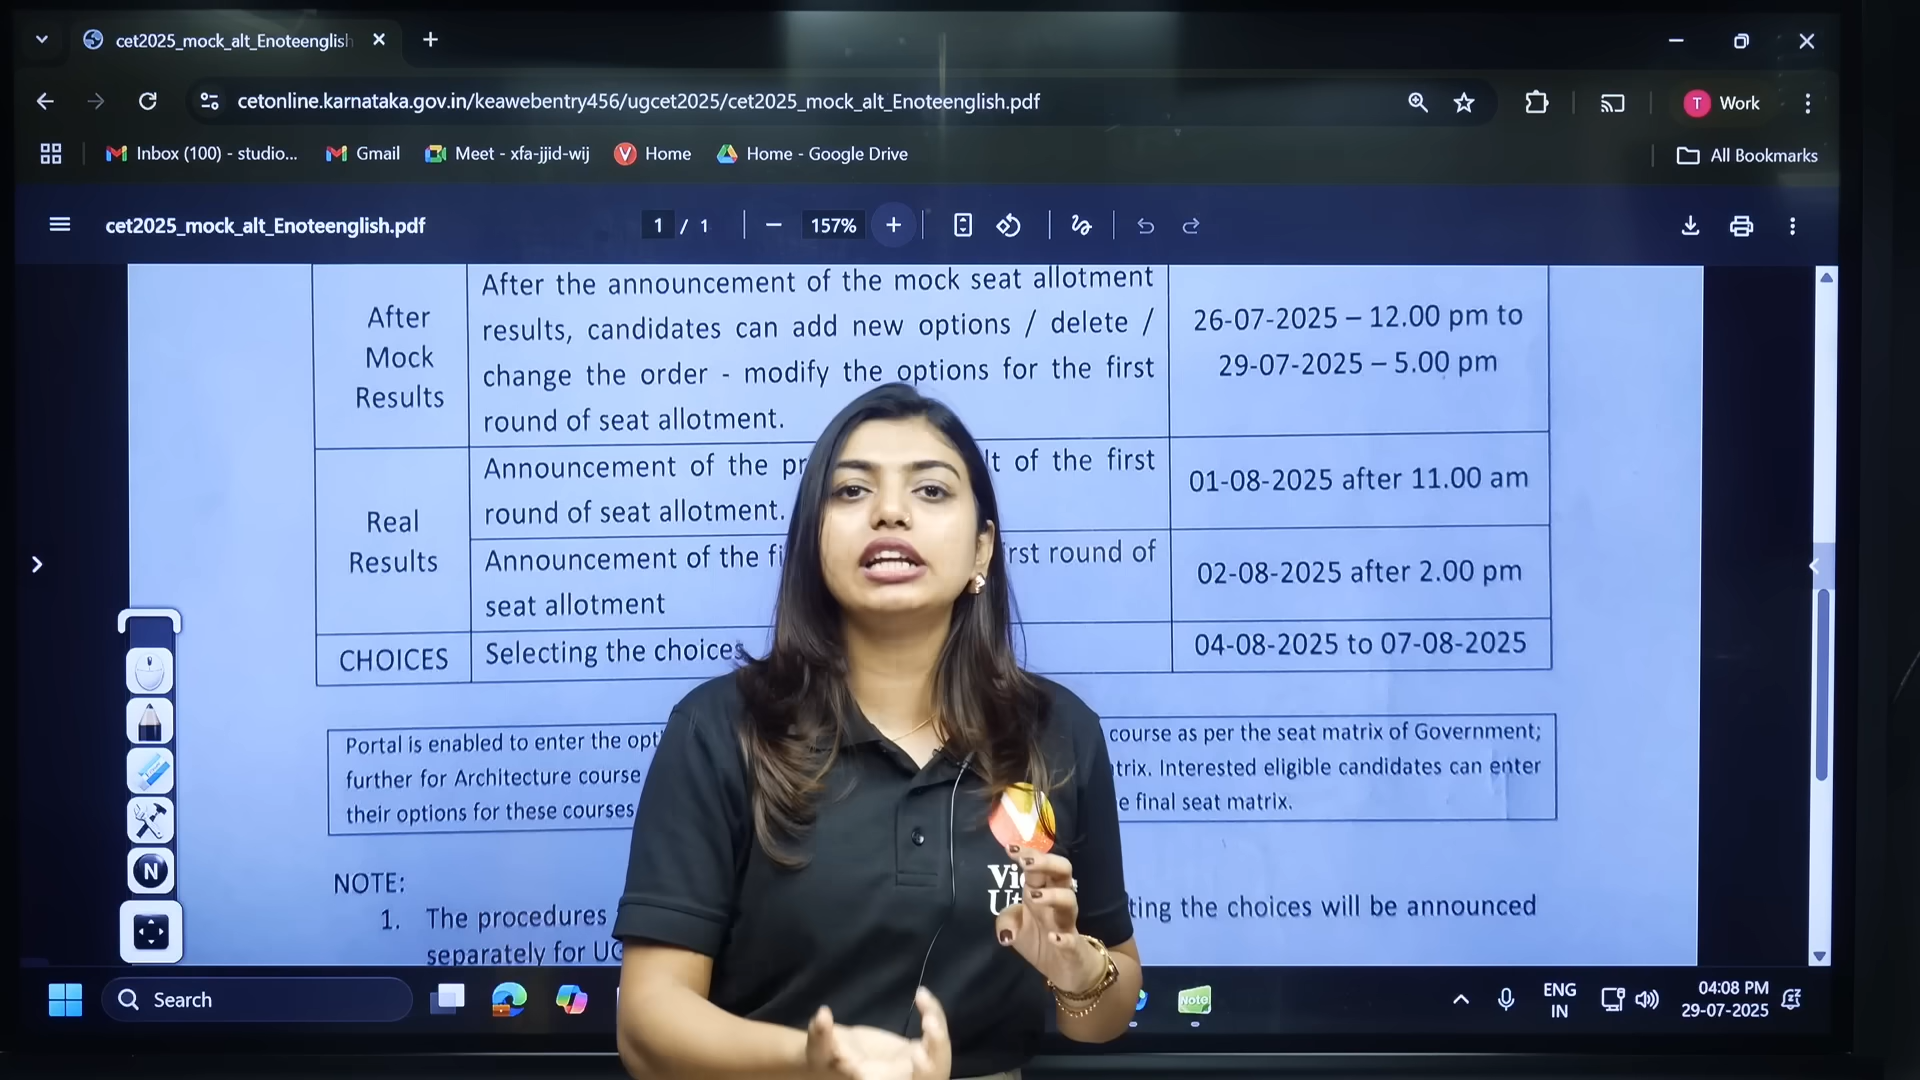 cet2025_mock_alt_Enoteenglish
cetonline.karnataka.gov.in/keawebentry456/ugcet2025/cet2025_mock_alt_Enoteenglish.pdf
T Work
Inbox (100) - studio...
Gmail
Meet - xfa-jjid-wij
Home
Home - Google Drive
All Bookmarks
cet2025_mock_alt_Enoteenglish.pdf
1 / 1
157%
After
Mock
Results
After the announcement of the mock seat allotment
results, candidates can add new options / delete /
change the order - modify the options for the first
round of seat allotment.
26-07-2025 – 12.00 pm to
29-07-2025 – 5.00 pm
Real
Results
Announcement of the of the first
round of seat allotment.
01-08-2025 after 11.00 am
Announcement of the round of
seat allotment
02-08-2025 after 2.00 pm
CHOICES
Selecting the choices
04-08-2025 to 07-08-2025
Portal is enabled to enter the course as per the seat matrix of Government;
further for Architecture course Interested eligible candidates can enter
their options for these courses final seat matrix.
NOTE:
1. The procedures the choices will be announced
separately for
N
Search
Note
ENG
IN
04:08 PM
29-07-2025